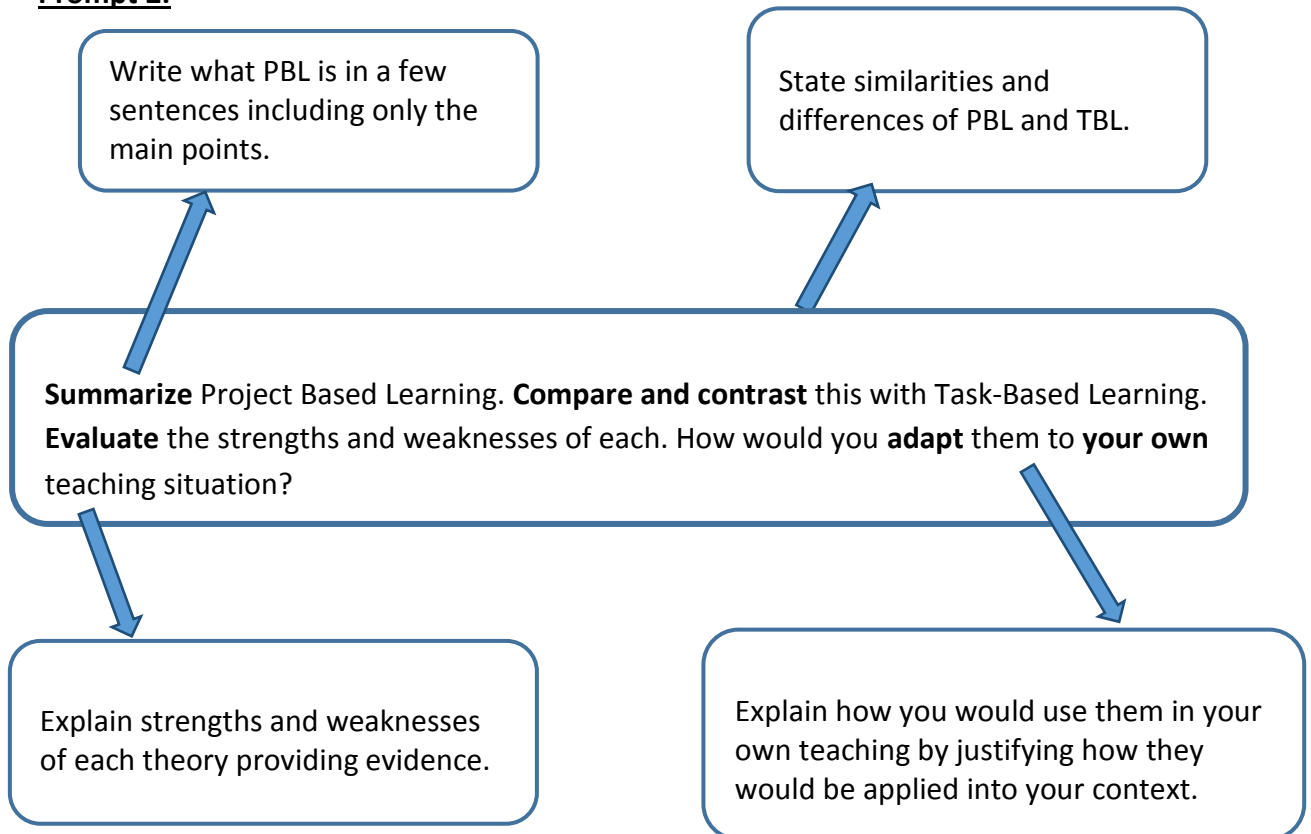 Write what PBL is in a few
sentences including only the
main points.
State similarities and
differences of PBL and TBL.
Summarize Project Based Learning. Compare and contrast this with Task-Based Learning.
Evaluate the strengths and weaknesses of each. How would you adapt them to your own
teaching situation?
Explain strengths and weaknesses
of each theory providing evidence.
Explain how you would use them in your
own teaching by justifying how they
would be applied into your context.